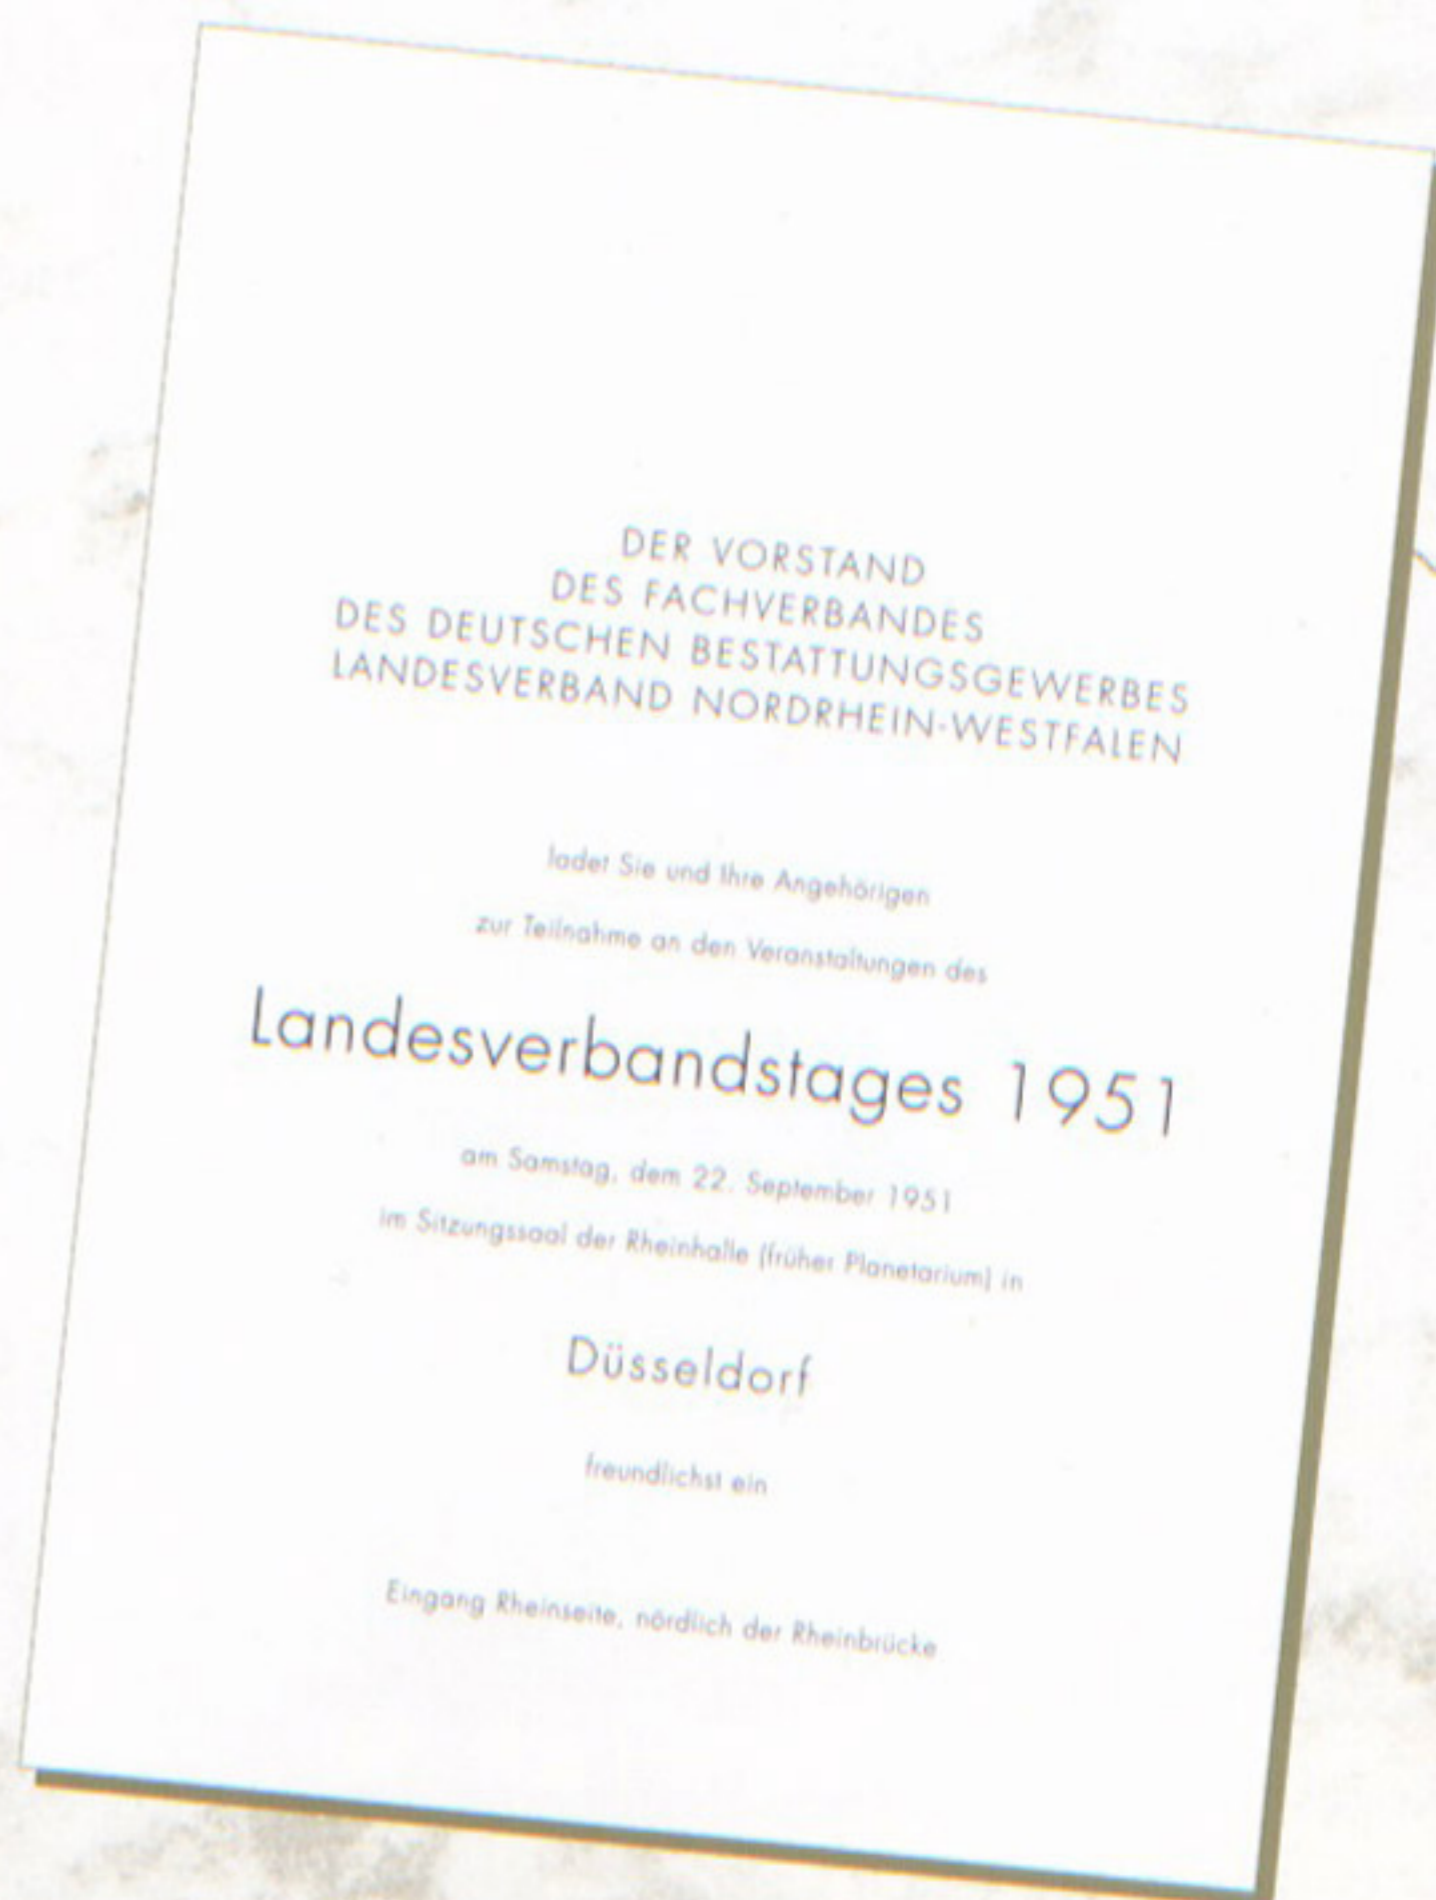 DER VORSTAND
DES FACHVERBANDES
DES DEUTSCHEN BESTATTUNGSGEWERBES
LANDESVERBAND NORDRHEIN-WESTFALEN
ladet Sie und Ihre Angehörigen
zur Teilnahme an den Veranstaltungen des
Landesverbandstages 1951
am Samstag, dem 22. September 1951
im Sitzungssaal der Rheinhalle (früher Planetarium) in
Düsseldorf
freundlichst ein
Eingang Rheinseite, nördlich der Rheinbrücke